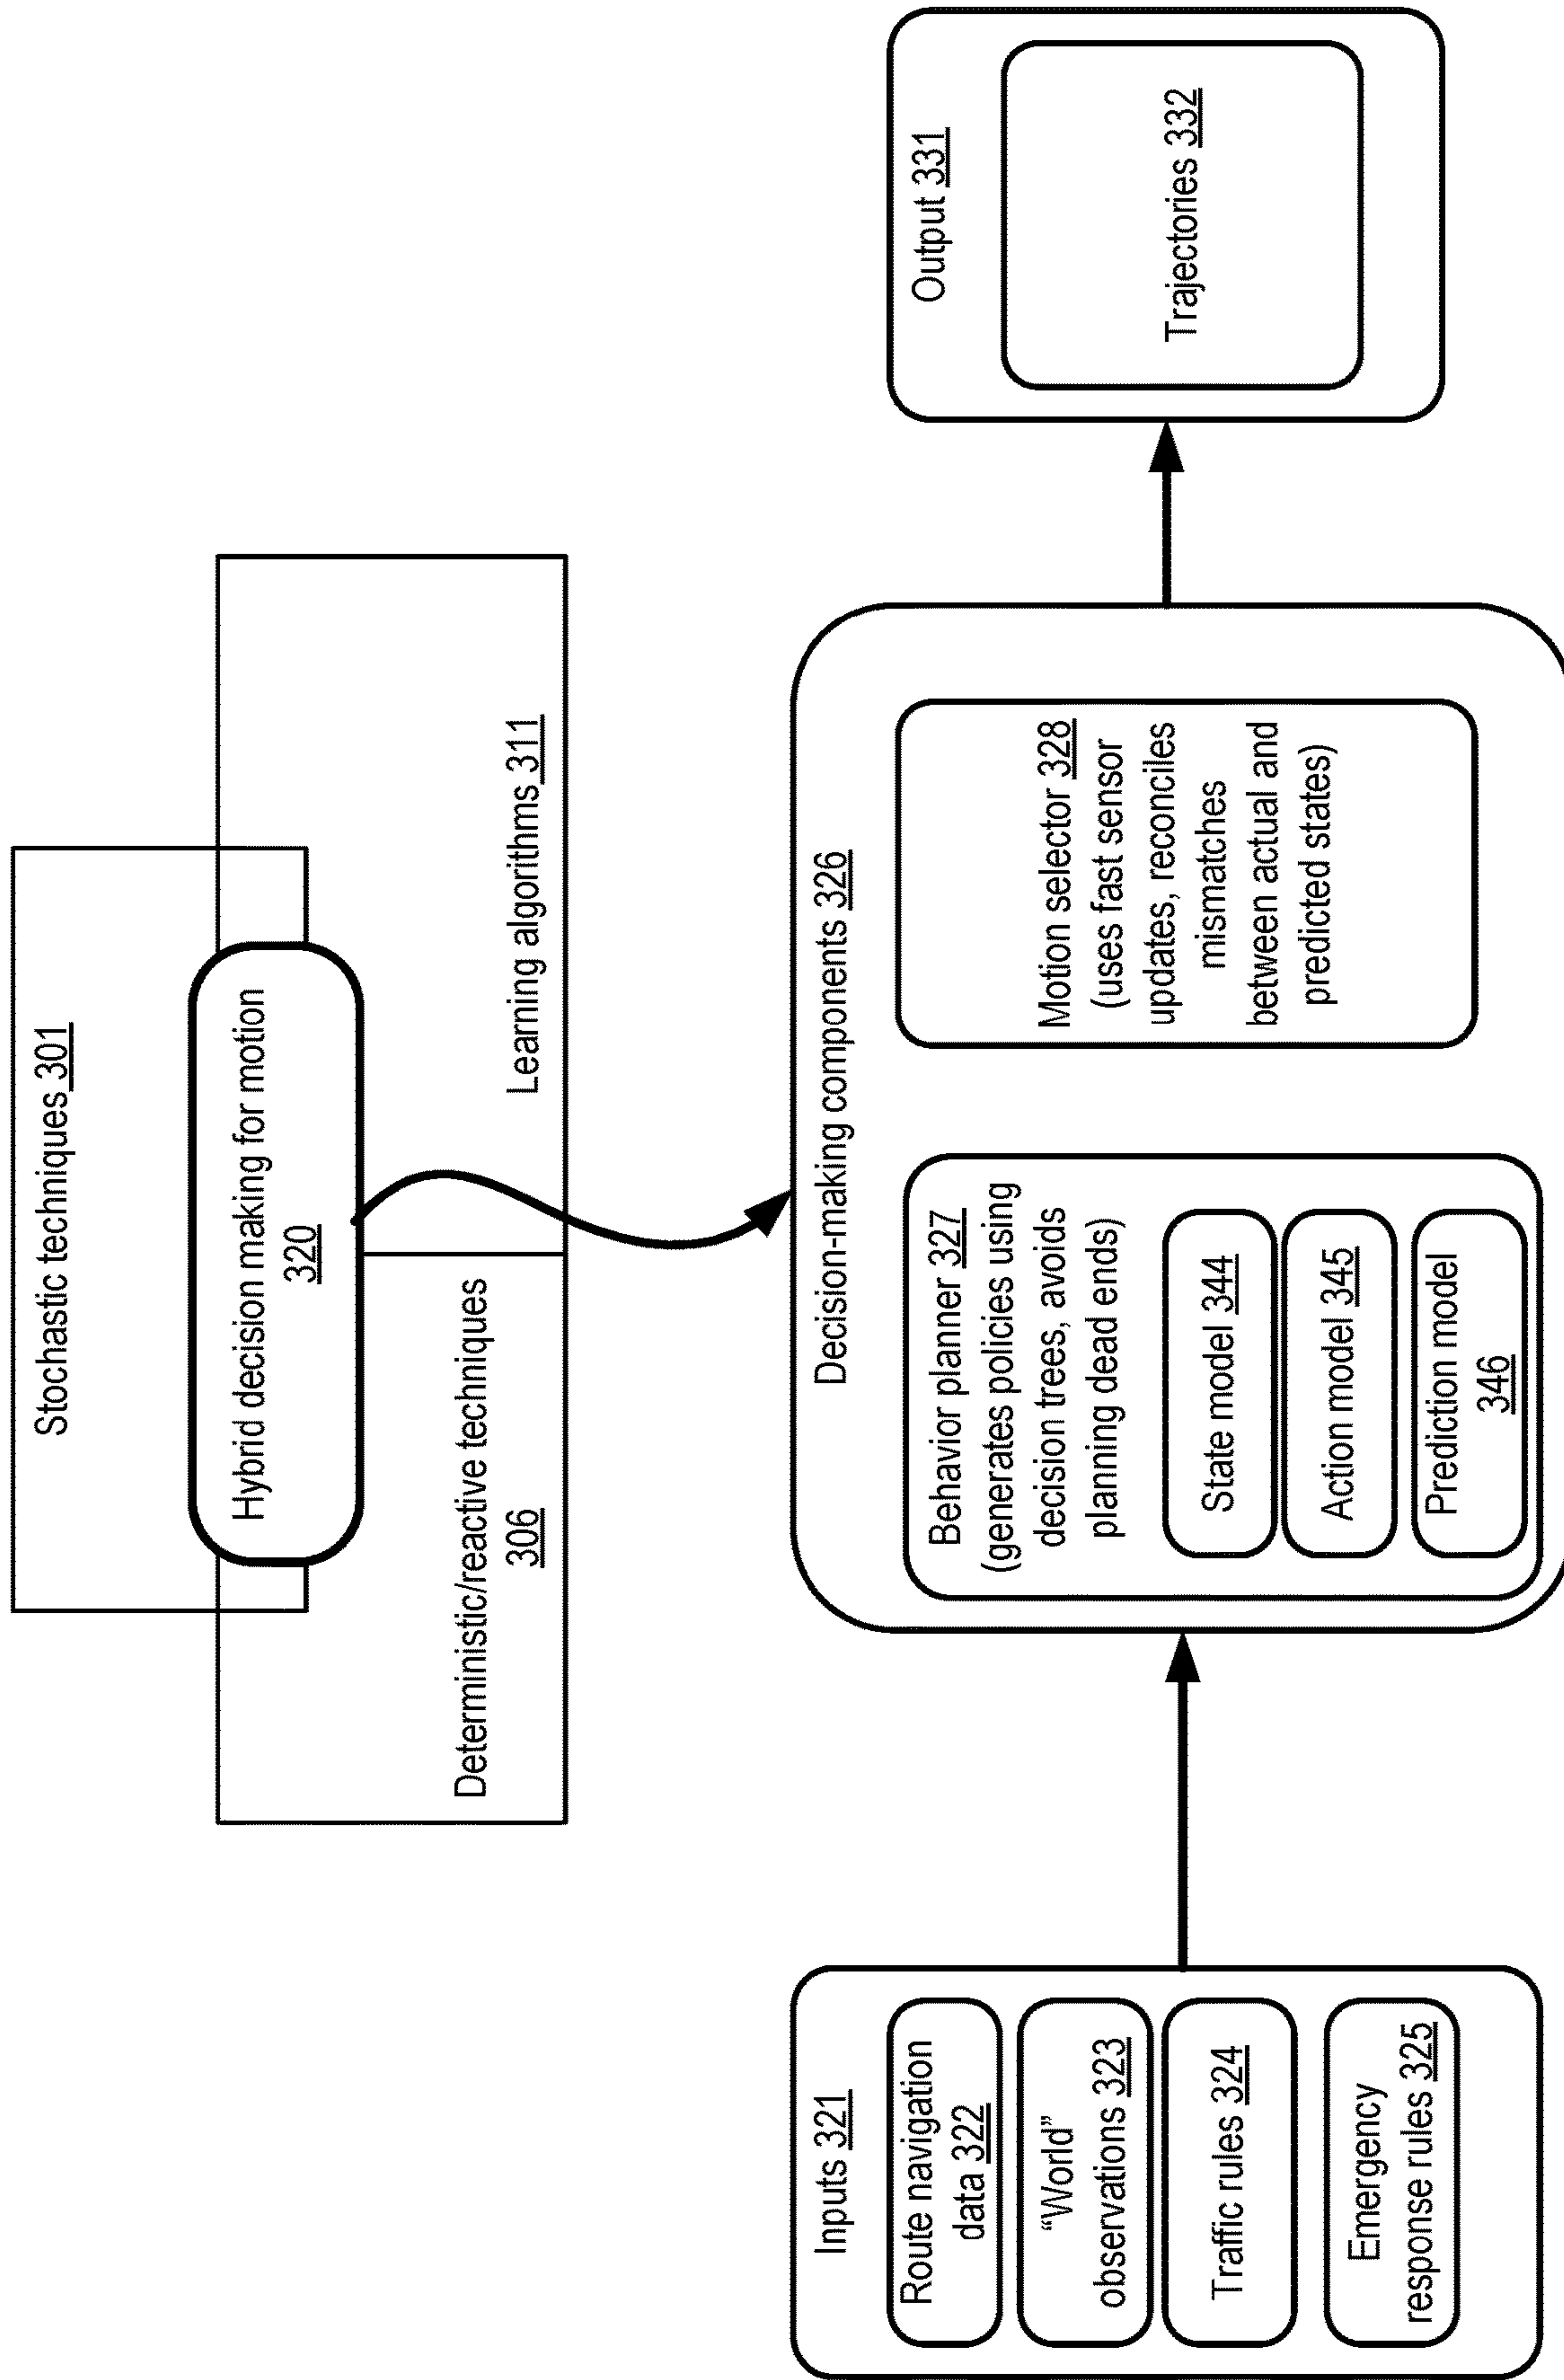 Stochastic techniques 301
Hybrid decision making for motion
320
Deterministic/reactive techniques
306
Learning algorithms 311
Inputs 321
Route navigation
data 322
“World”
observations 323
Traffic rules 324
Emergency
response rules 325
Decision-making components 326
Behavior planner 327
(generates policies using
decision trees, avoids
planning dead ends)
State model 344
Action model 345
Prediction model
346
Motion selector 328
(uses fast sensor
updates, reconciles
mismatches
between actual and
predicted states)
Output 331
Trajectories 332